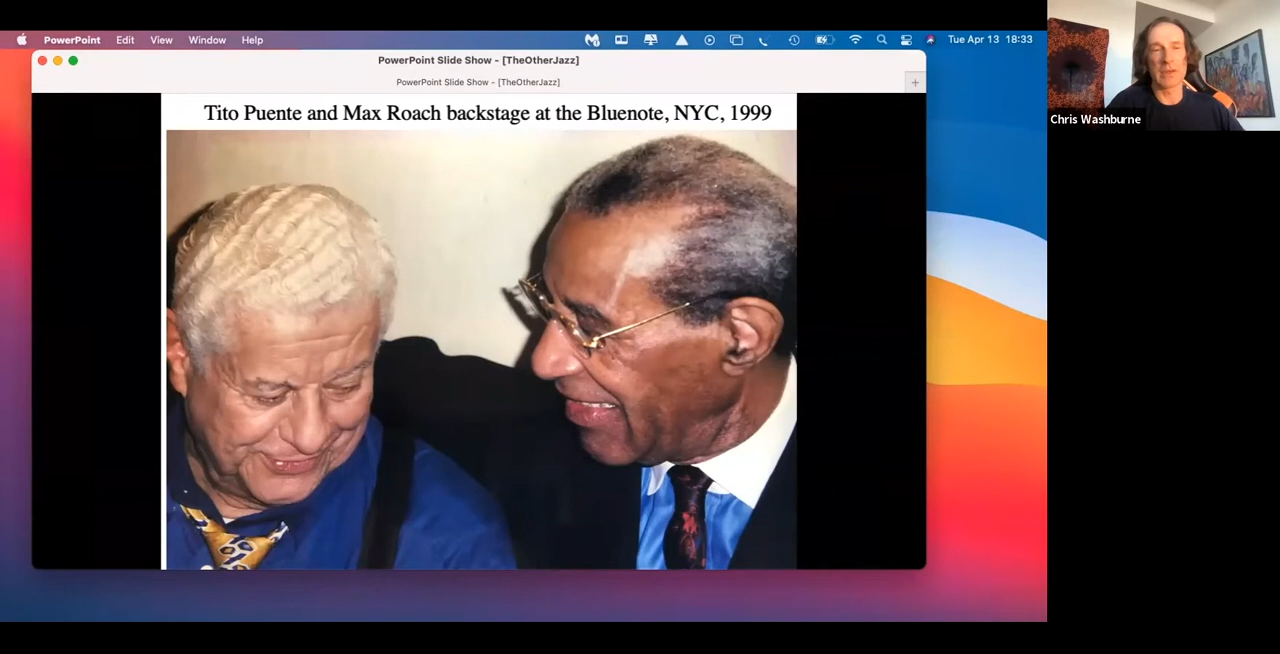 PowerPoint Edit View Window Help Tue Apr 13 18:33
PowerPoint Slide Show - [TheOtherJazz]
PowerPoint Slide Show - [TheOtherJazz]
Tito Puente and Max Roach backstage at the Bluenote, NYC, 1999
Chris Washburne